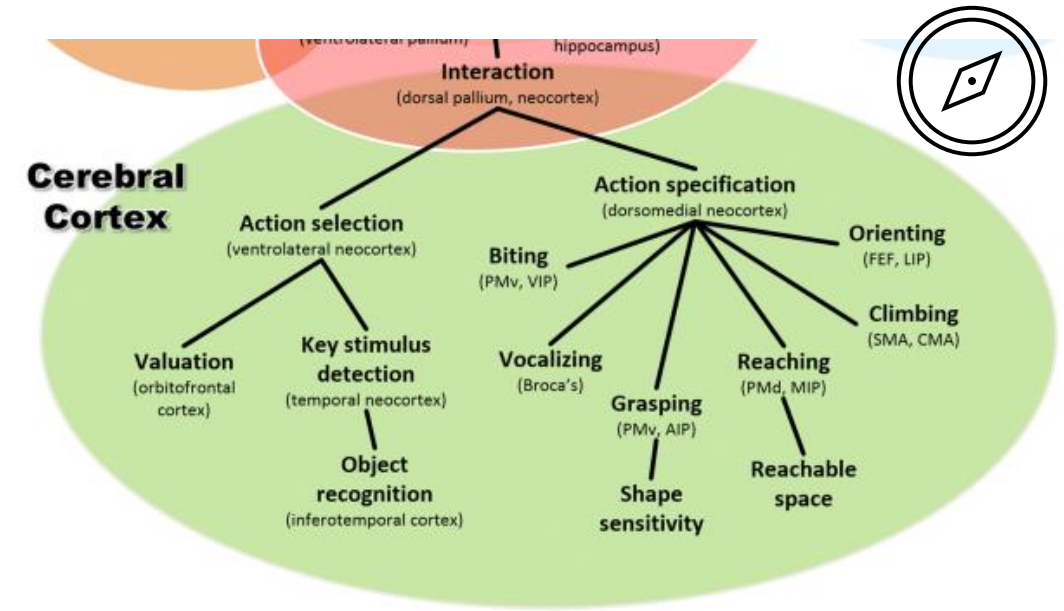 (ventrolateral pallium)
hippocampus)
Interaction
(dorsal pallium, neocortex)
Cerebral
Cortex
Action selection
(ventrolateral neocortex)
Action specification
(dorsomedial neocortex)
Biting
(PMv, VIP)
Orienting
(FEF, LIP)
Climbing
(SMA, CMA)
Valuation
(orbitofrontal
cortex)
Key stimulus
detection
(temporal neocortex)
Vocalizing
(Broca's)
Reaching
(PMd, MIP)
Grasping
(PMv, AIP)
Object
recognition
(inferotemporal cortex)
Shape
sensitivity
Reachable
space